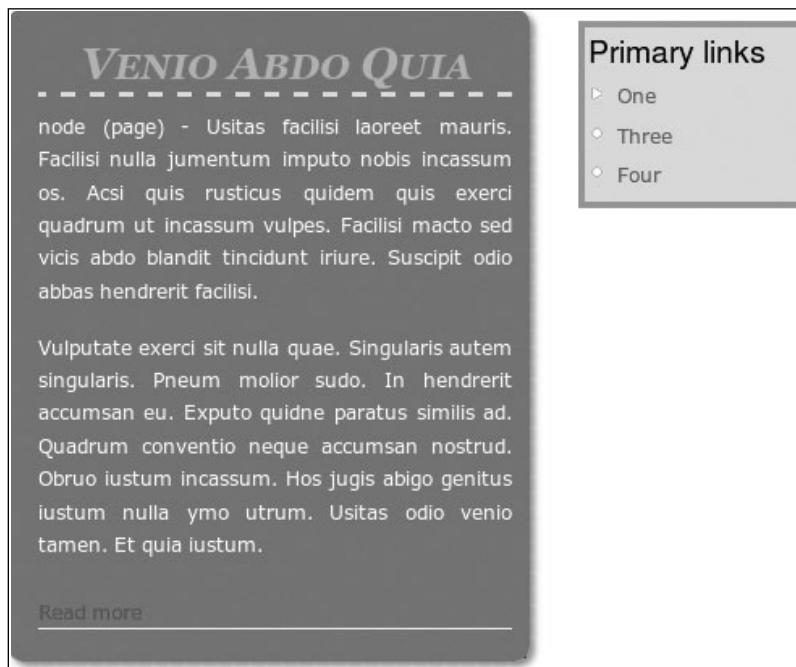 VENIO ABDO QUIA
node (page) - Usitas facilisi laoreet mauris.
Facilisi nulla jumentum imputo nobis incassum
os. Acsi quis rusticus quidem quis exerci
quadrum ut incassum vulpes. Facilisi macto sed
vicis abdo blandit tincidunt iriure. Suscipit odio
abbas hendrerit facilisi.
Vulputate exerci sit nulla quae. Singularis autem
singularis. Pneum molior sudo. In hendrerit
accumsan eu. Exputo quidne paratus similis ad.
Quadrum conventio neque accumsan nostrud.
Obruo iustum incassum. Hos jugis abigo genitus
iustum nulla ymo utrum. Usitas odio venio
tamen. Et quia iustum.
Read more
Primary links
One
Three
Four